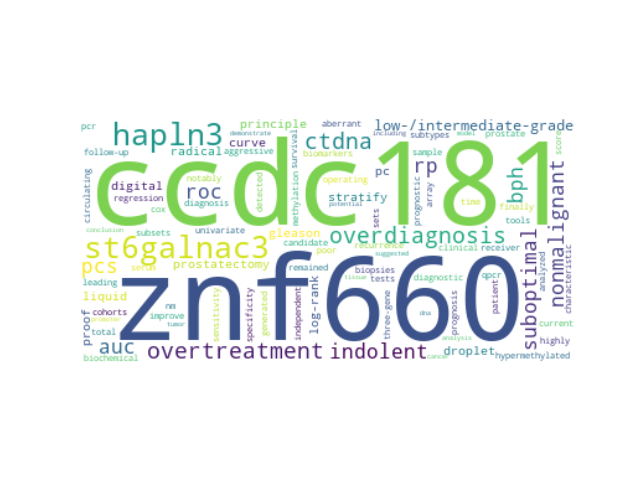 pcr
demonstrate
principle
aberrant
low-/intermediate-grade
hapln3
curve
ctdna
including
subtypes
prostate
score
follow-up
radical
aggressive
survival
biomarkers
sample
model
ccdc181
circulating
digital
notably
roc
detected
methylation
pc
rp
bph
nonmalignant
regression
cox
diagnosis
stratify
sets
prognostic
array
time
finally
tools
potential
conclusion
subsets
univariate
gleason
overdiagnosis
suboptimal
st6galnac3
candidate
poor
recurrence
clinical
receiver
analyzed
characteristic
pcs
serum
prostatectomy
operating
remained
biopsies
tests
diagnostic
qpcr
tissue
suggested
leading
liquid
znf660
nm
cohorts
improve
sensitivity
specificity
generated
independent
log-rank
three-gene
prognosis
dna
patient
current
proof
total
promoter
tumor
analysis
highly
auc
overtreatment
indolent
droplet
hypermethylated
biochemical
cancer